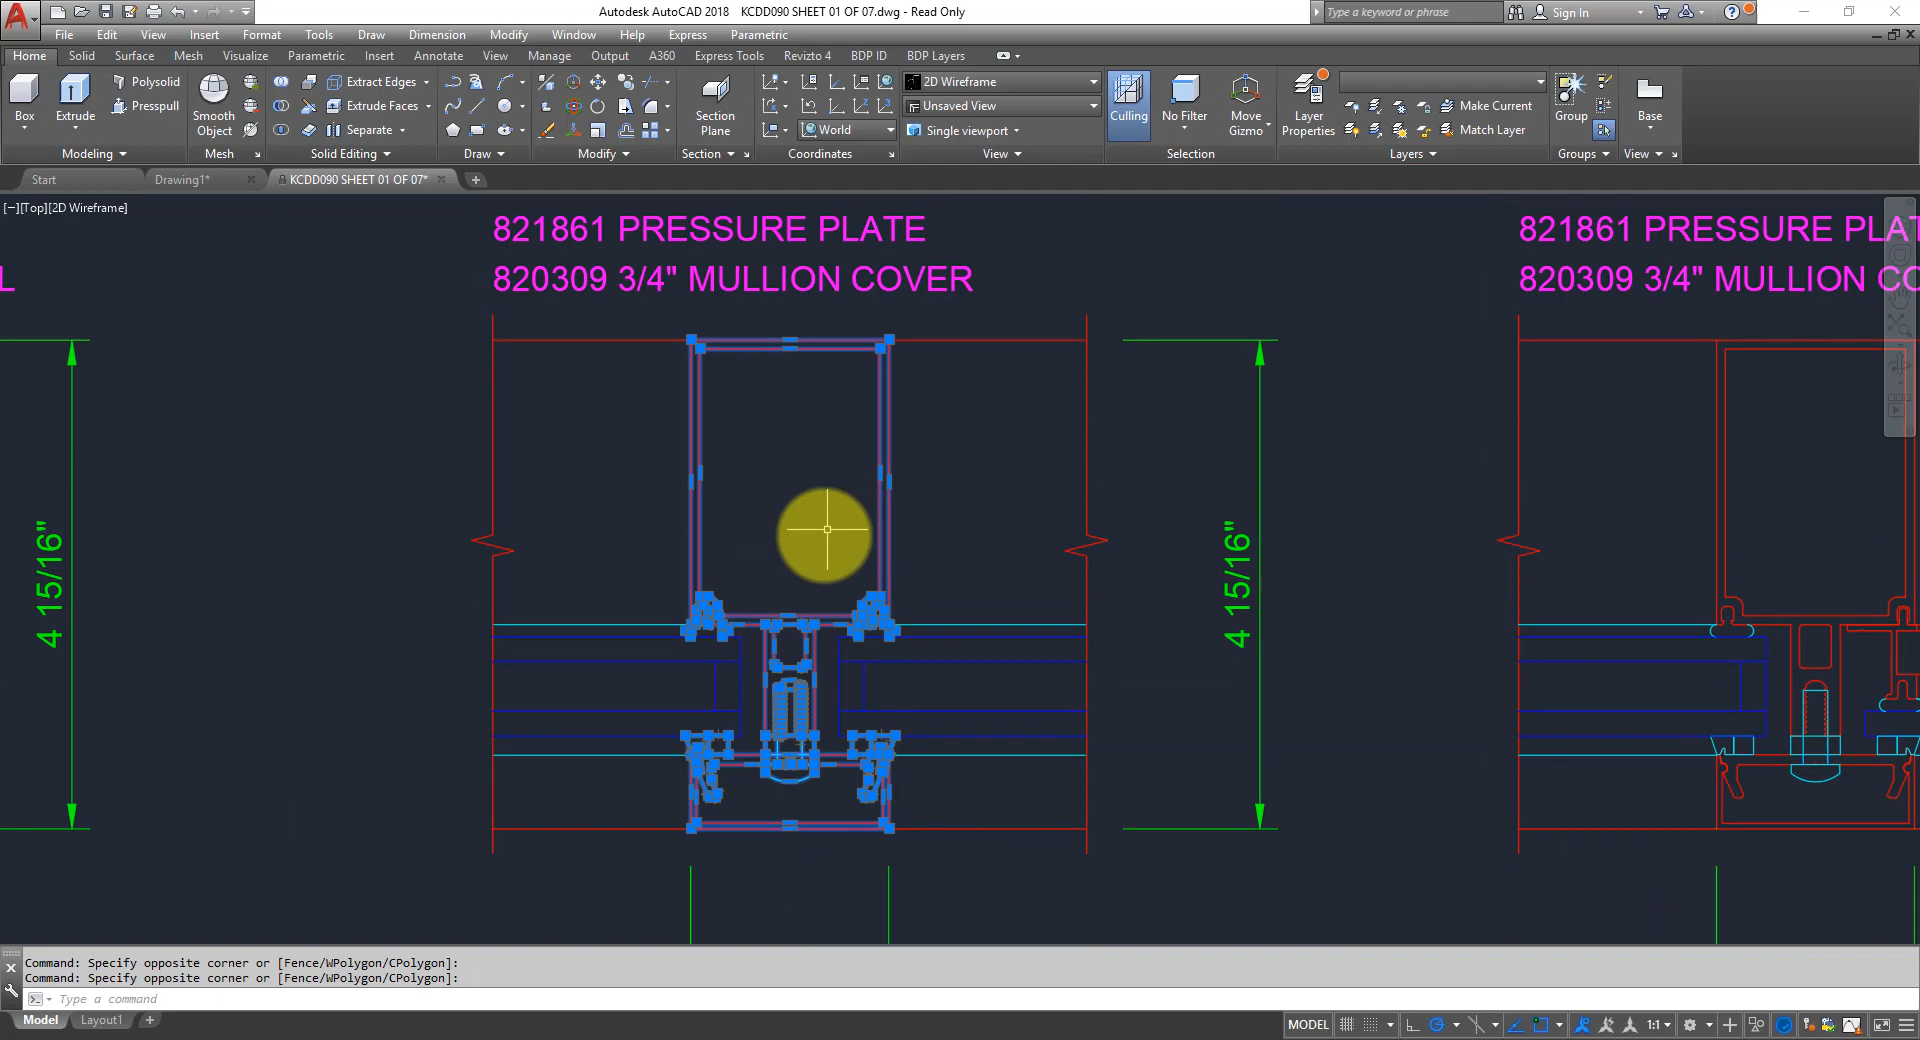 Autodesk AutoCAD 2018 KCDD090 SHEET 01 OF 07.dwg - Read Only
Type a keyword or phrase
Sign In
File Edit View Insert Format Tools Draw Dimension Modify Window Help Express Parametric
Home Solid Surface Mesh Visualize Parametric Insert Annotate View Manage Output A360 Express Tools Revizto 4 BDP ID BDP Layers
Box
Extrude
Polysolid
Presspull
Modeling
Smooth Object
Mesh
Extract Edges
Extrude Faces
Separate
Solid Editing
Draw
Modify
Section Plane
Section
World
Coordinates
2D Wireframe
Unsaved View
Single viewport
View
Culling
No Filter
Move Gizmo
Selection
Layer Properties
Make Current
Match Layer
Layers
Group
Groups
Base
View
Start Drawing1* KCDD090 SHEET 01 OF 07*
[−][Top][2D Wireframe]
821861 PRESSURE PLATE
820309 3/4" MULLION COVER
821861 PRESSURE PLAT
820309 3/4" MULLION CO
L
4 15/16"
4 15/16"
Command: Specify opposite corner or [Fence/WPolygon/CPolygon]:
Command: Specify opposite corner or [Fence/WPolygon/CPolygon]:
Type a command
Model Layout1
MODEL
1:1